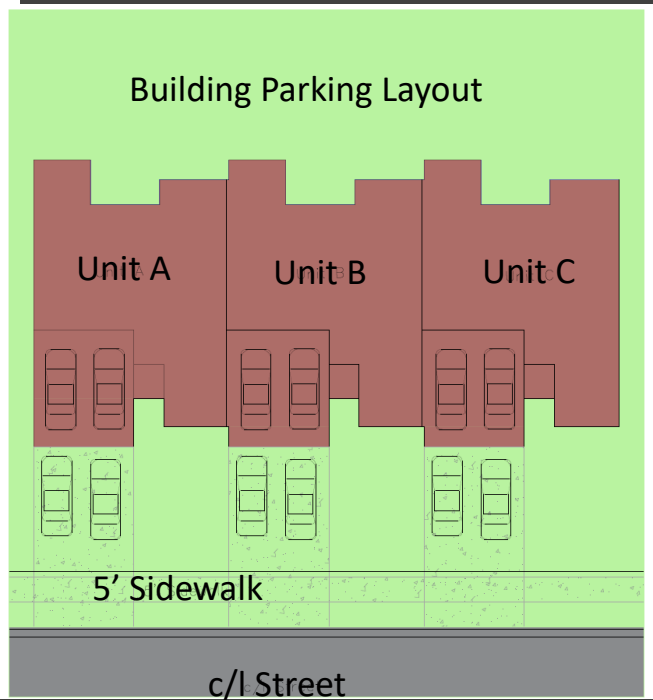 Building Parking Layout
Unit A
Unit B
Unit C
5' Sidewalk
c/l Street